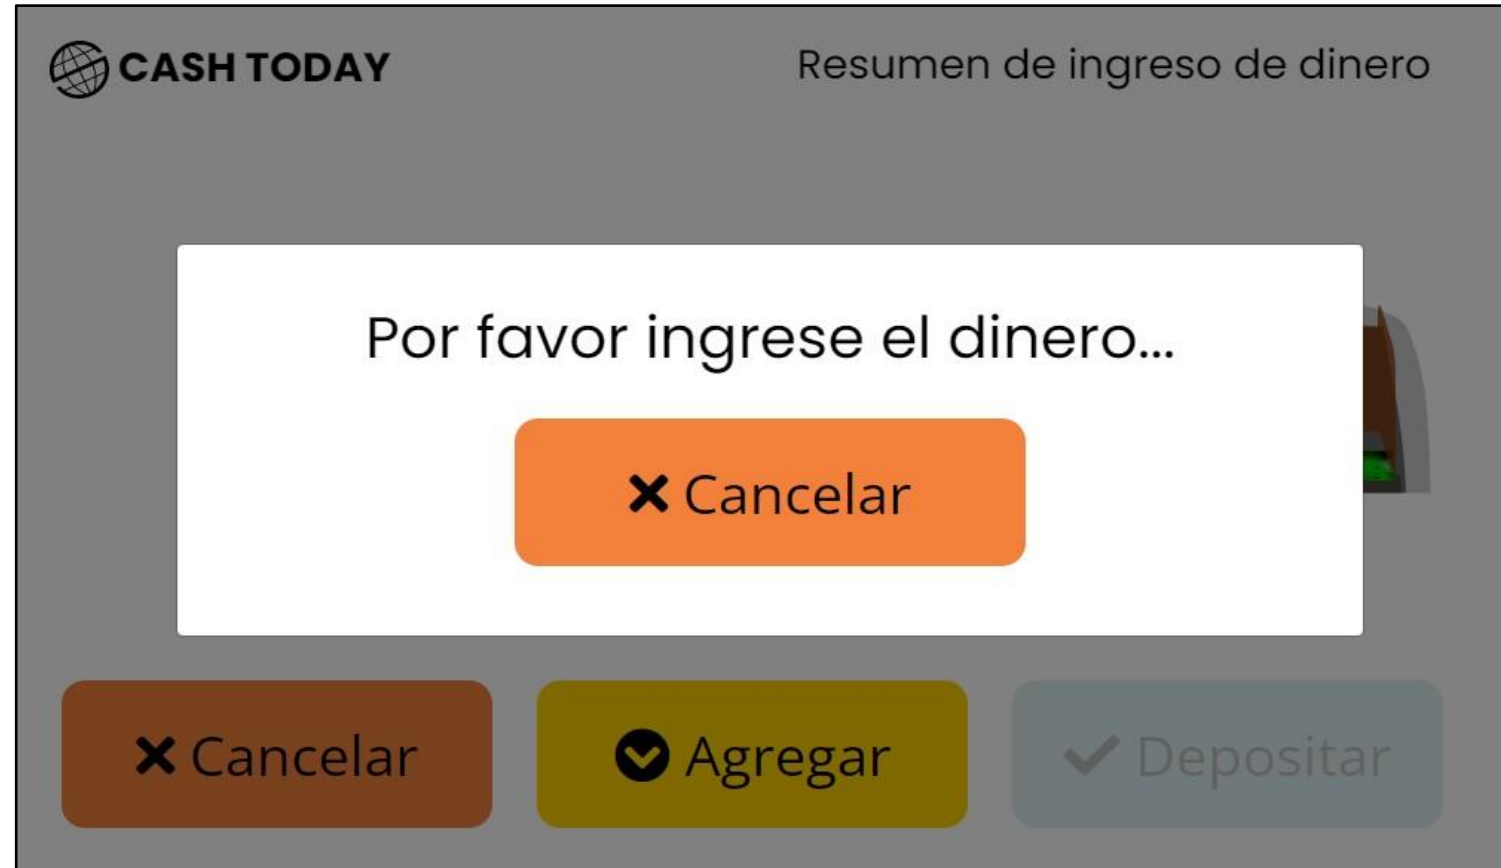 CASH TODAY
Resumen de ingreso de dinero
Por favor ingrese el dinero...
Cancelar
Cancelar
Agregar
Depositar